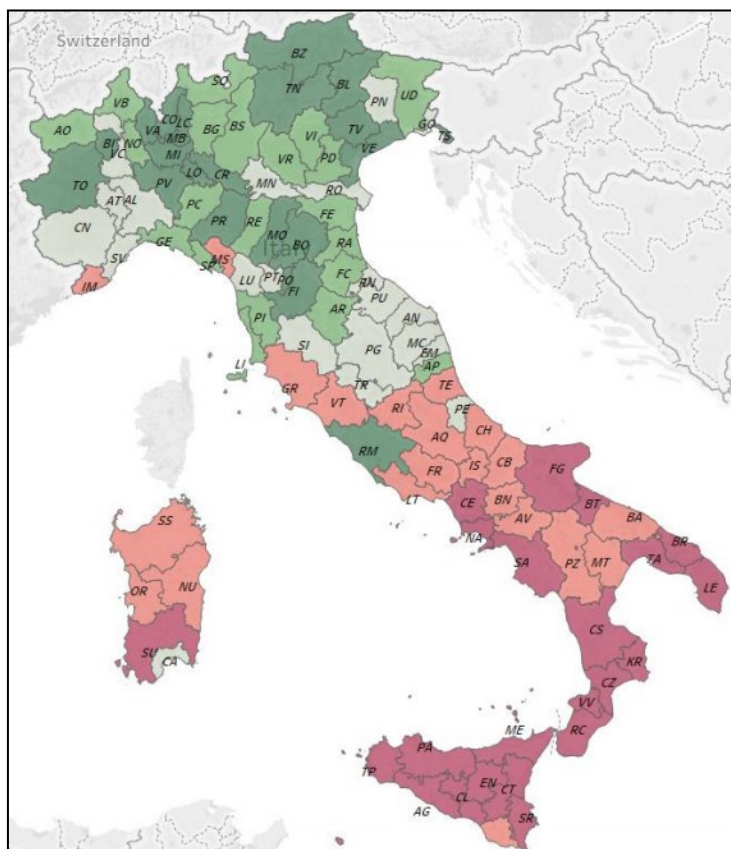 Switzerland
BZ
SO
VB
TN
BL
UD
PN
AO
CO
LC
VA
BG
BS
TV
GO
TS
BI
NO
MB
VI
VE
VC
MI
VR
PD
TO
LO
PV
CR
MN
RO
AT
AL
PC
CN
PR
RE
FE
MO
BO
GE
RA
Italy
SV
SP
MS
FC
IM
LU
PT
PO
FI
RN
PU
PI
AR
AN
SI
MC
PG
FM
LI
AP
TR
TE
GR
VT
RI
PE
AQ
CH
RM
FR
IS
CB
FG
LT
CE
BN
BT
AV
BA
NA
SS
SA
PZ
MT
TA
BR
OR
NU
LE
CS
SU
CA
KR
CZ
VV
ME
RC
PA
TP
EN
CT
CL
AG
SR